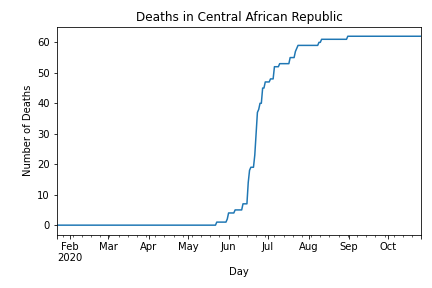 Deaths in Central African Republic
Number of Deaths
60
50
40
30
20
10
0
Feb Mar Apr May Jun Jul Aug Sep Oct
2020
Day